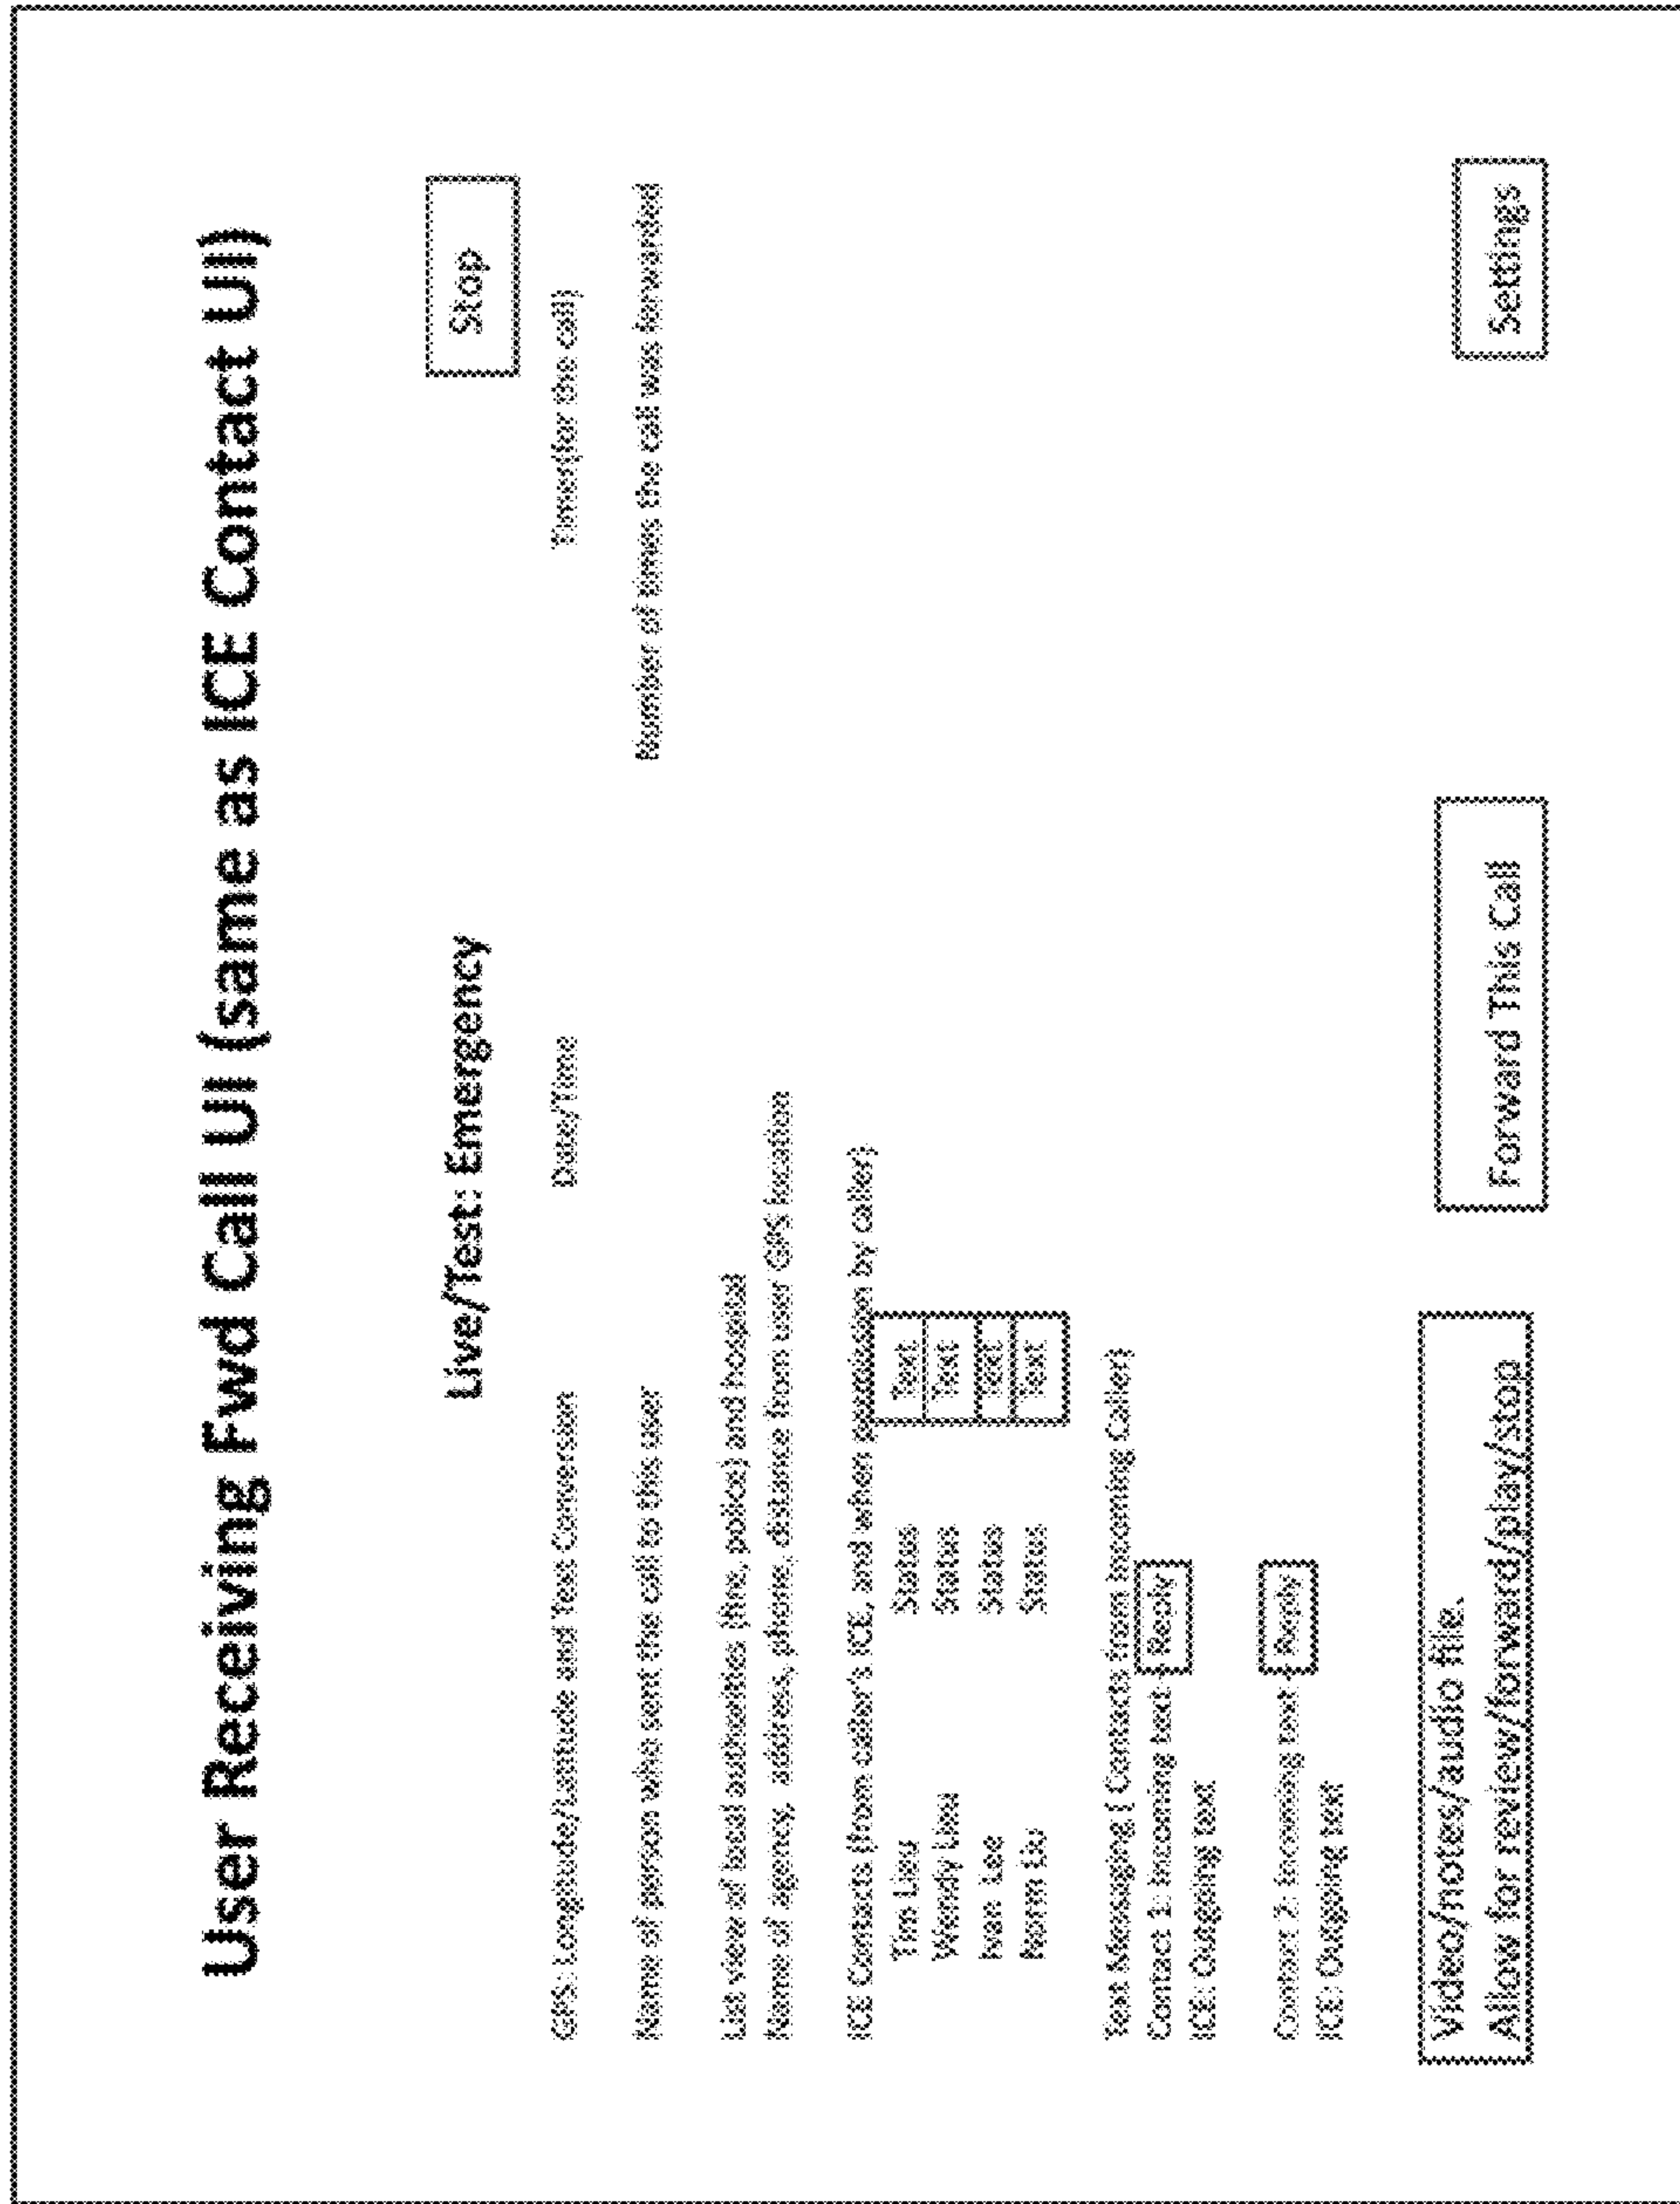 User Receiving Fwd Call UI (same as ICE Contact UI)
Live/Test: Emergency
Stop
GPS: Longitude/Latitude and Text Conversion
Date/Time
Timer(for the call)
Name of person who sent the call to this user
Number of times the call was forwarded
List view of local authorities (fire, police) and hospital
Name of agency, address, phone, distance from user GPS location
ICE Contacts (from caller's ICE, and when permission by caller)
Tim Lieu Status Text
Wendy Liou Status Text
Ivan Lee Status Text
Norm Liu Status Text
Text Messaging ( Contacts from Incoming Caller)
Contact 1: Incoming text - Reply
ICE: Outgoing text
Contact 2: Incoming text - Reply
ICE: Outgoing text
Video/notes/audio file.
Allow for review/forward/play/stop
Forward This Call
Settings